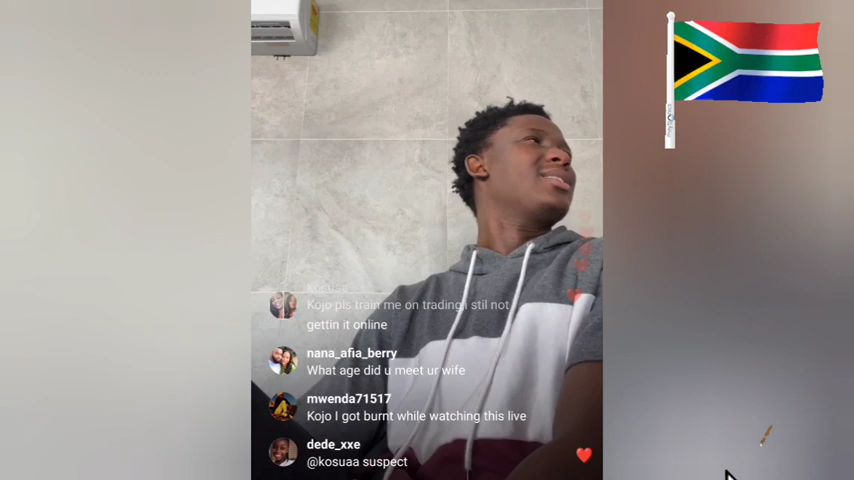 Kojo pls train me on trading i stil not
gettin it online
nana_afia_berry
What age did u meet ur wife
mwenda71517
Kojo I got burnt while watching this live
dede_xxe
@kosuaa suspect